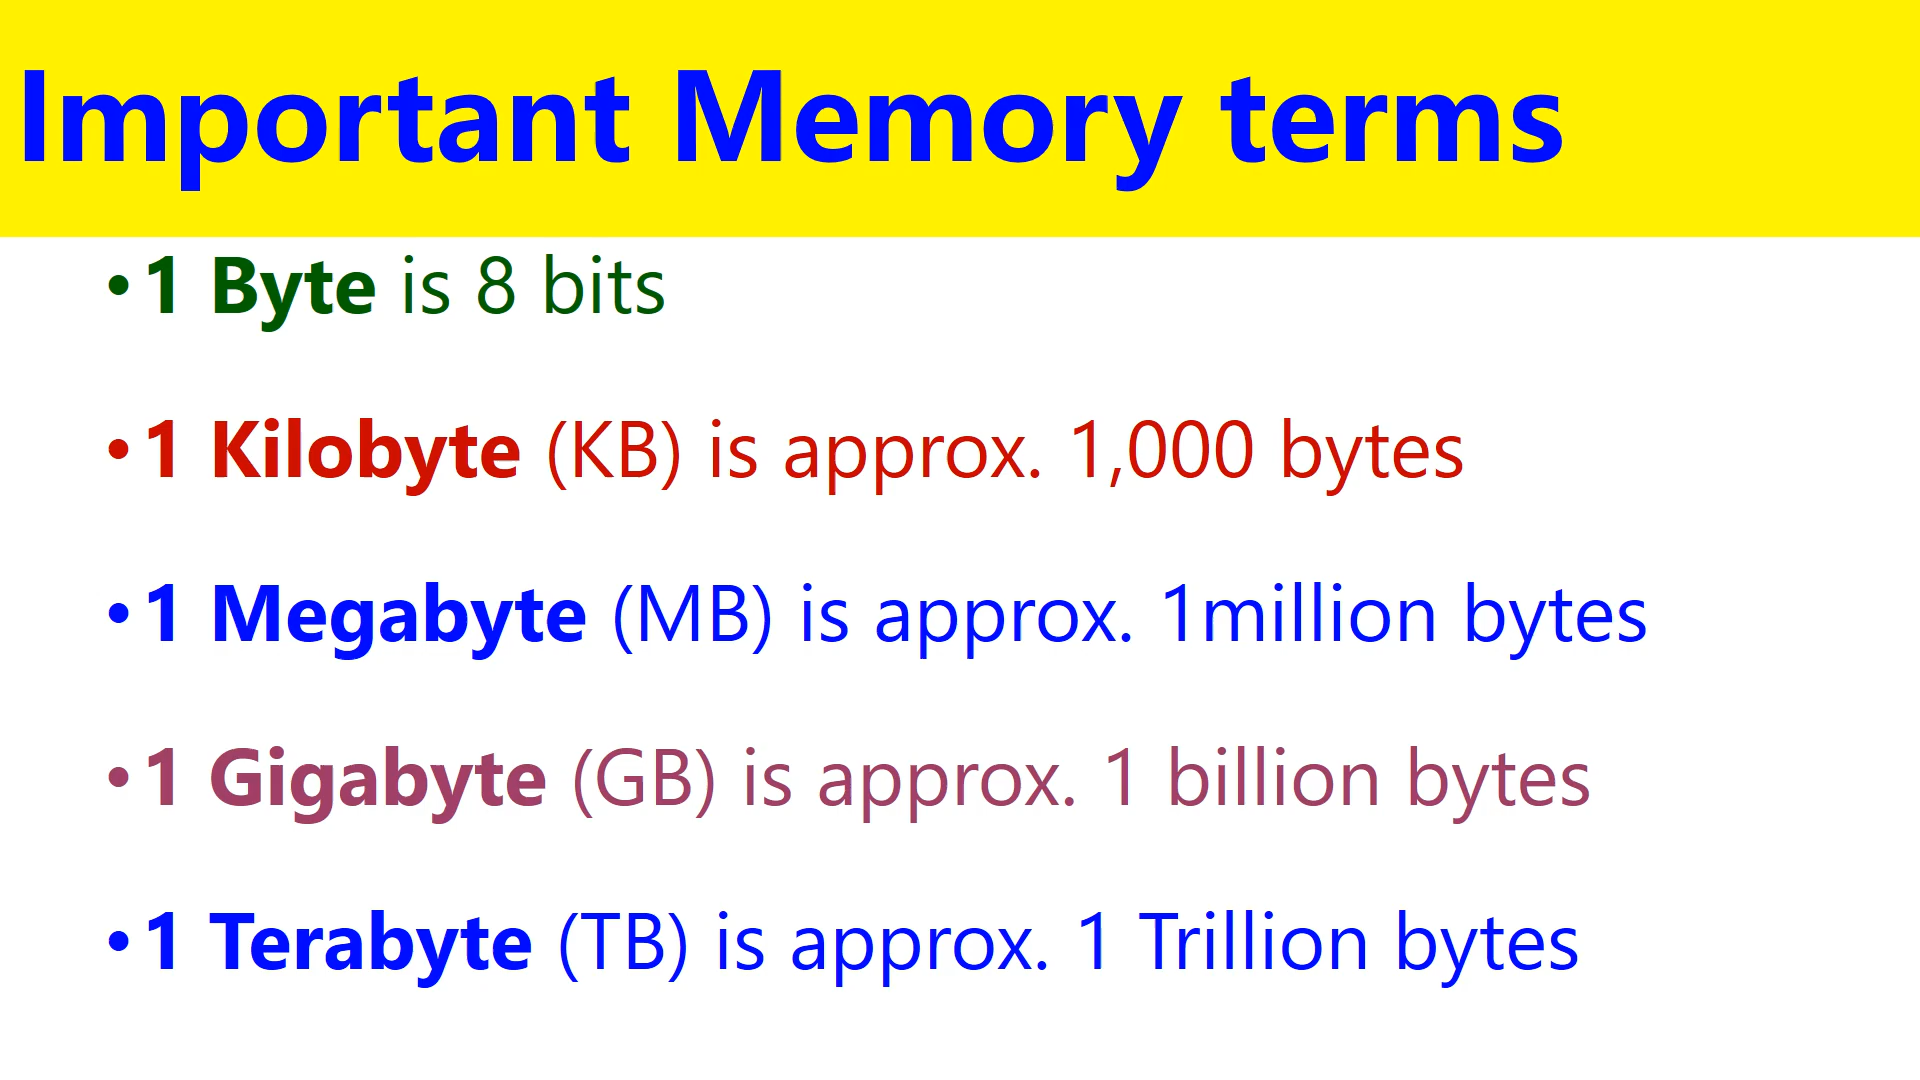 Important Memory terms
• 1 Byte is 8 bits
• 1 Kilobyte (KB) is approx. 1,000 bytes
• 1 Megabyte (MB) is approx. 1million bytes
• 1 Gigabyte (GB) is approx. 1 billion bytes
• 1 Terabyte (TB) is approx. 1 Trillion bytes